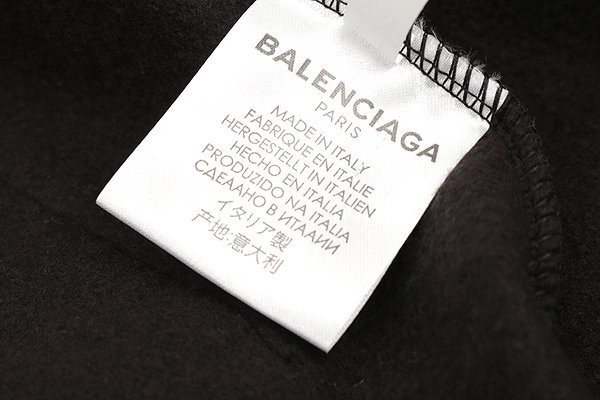 BALENCIAGA
PARIS
MADE IN ITALY
FABRIQUE EN ITALIE
HERGESTELLT IN ITALIEN
HECHO EN ITALIA
PRODUZIDO NA ITALIA
СДЕЛАНО В ИТАЛИИ
イタリア製
产地:意大利